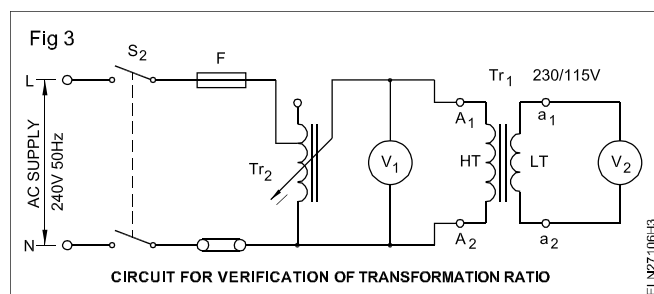 Fig 3
S2
F
Tr1 230/115V
L
A1
a1
AC SUPPLY
240V 50Hz
Tr2
V1
HT
LT
V2
N
A2
a2
CIRCUIT FOR VERIFICATION OF TRANSFORMATION RATIO
ELN27106H3